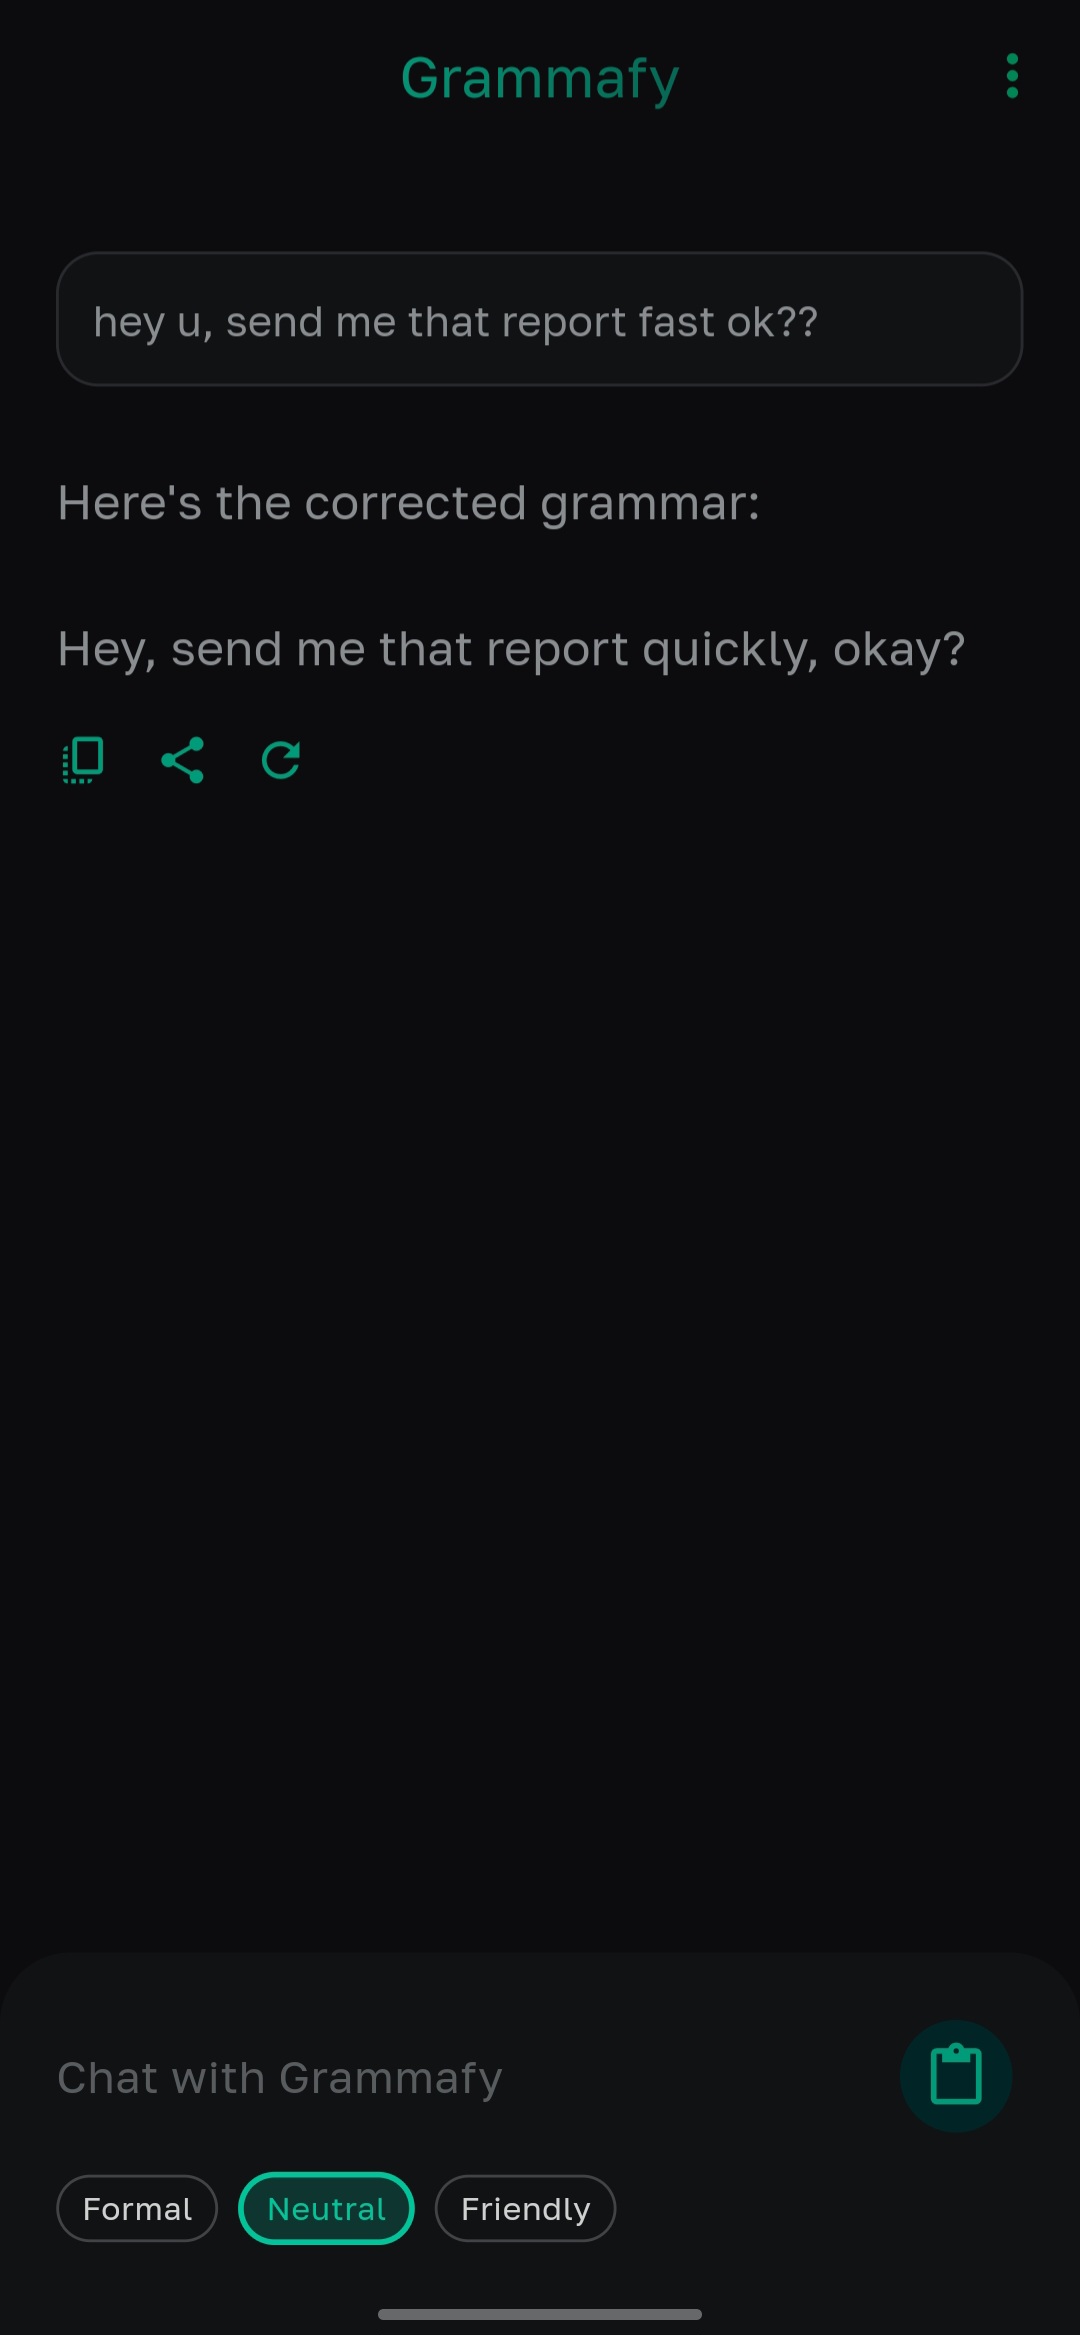 Grammafy
hey u, send me that report fast ok??
Here's the corrected grammar:
Hey, send me that report quickly, okay?
Chat with Grammafy
Formal
Neutral
Friendly